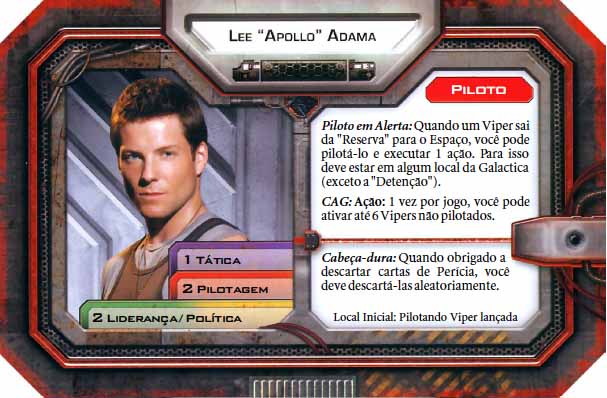 Lee “Apollo” Adama
Piloto
Piloto em Alerta: Quando um Viper sai
da "Reserva" para o Espaço, você pode
pilotá-lo e executar 1 ação. Para isso
deve estar em algum local da Galactica
(exceto a "Detenção").
CAG: Ação: 1 vez por jogo, você pode
ativar até 6 Vipers não pilotados.
Cabeça-dura: Quando obrigado a
descartar cartas de Perícia, você
deve descartá-las aleatoriamente.
Local Inicial: Pilotando Viper lançada
1 Tática
2 Pilotagem
2 Liderança/Política